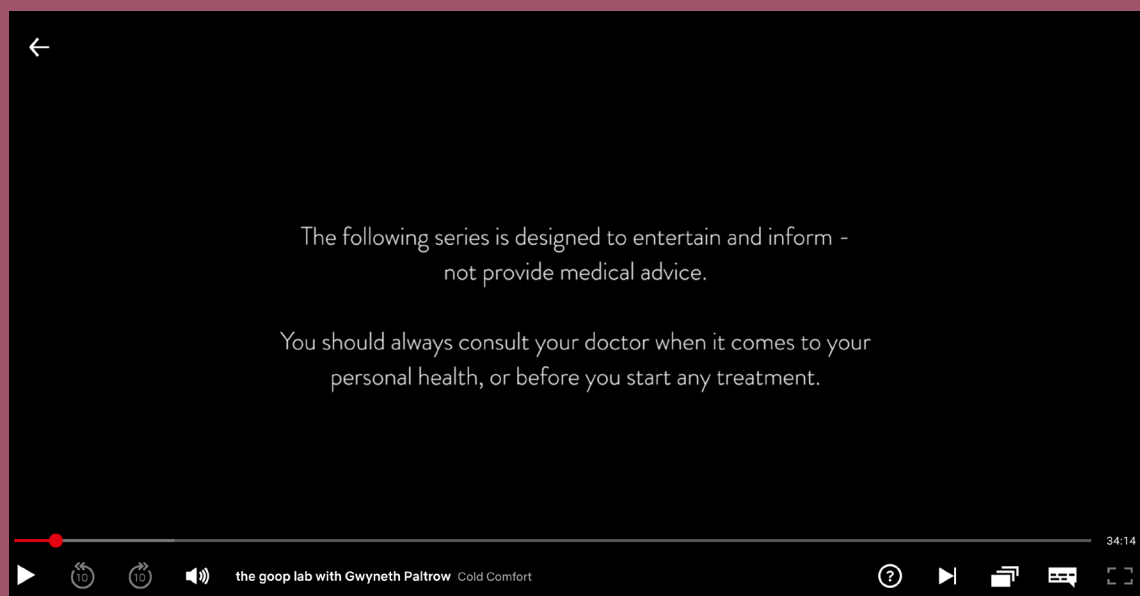 The following series is designed to entertain and inform -
not provide medical advice.
You should always consult your doctor when it comes to your
personal health, or before you start any treatment.
34:14
10 10 the goop lab with Gwyneth Paltrow Cold Comfort ?